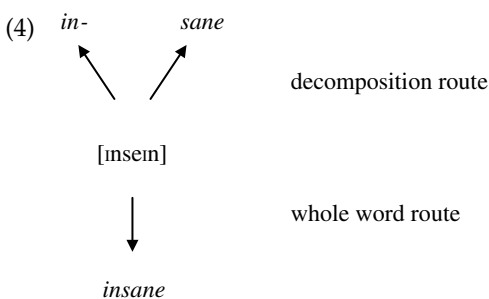 (4) in- sane
decomposition route
[ɪnseɪn]
whole word route
insane